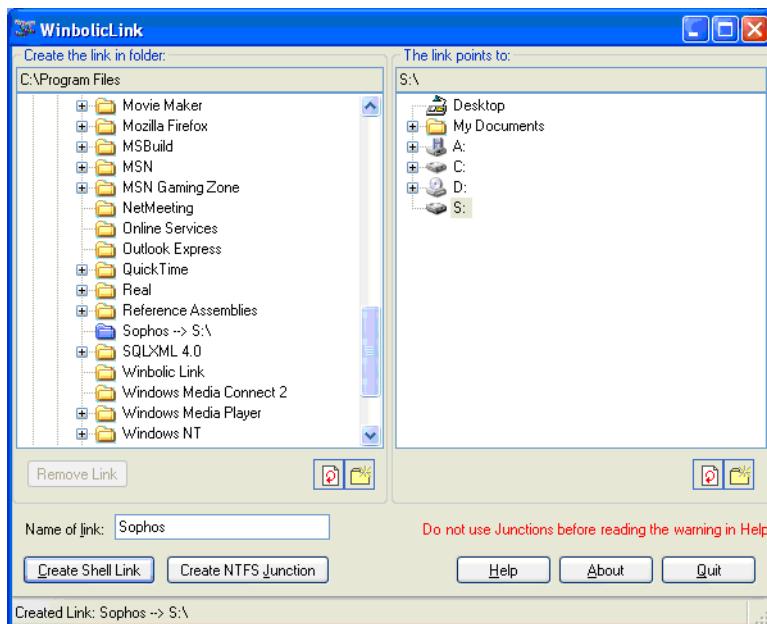 WinbolicLink
Create the link in folder:
C:\Program Files
Movie Maker
Mozilla Firefox
MSBuild
MSN
MSN Gaming Zone
NetMeeting
Online Services
Outlook Express
QuickTime
Real
Reference Assemblies
Sophos --> S:\
SQLXML 4.0
Winbolic Link
Windows Media Connect 2
Windows Media Player
Windows NT
Remove Link
The link points to:
S:\
Desktop
My Documents
A:
C:
D:
S:
Name of link: Sophos
Do not use Junctions before reading the warning in Help
Create Shell Link Create NTFS Junction Help About Quit
Created Link: Sophos --> S:\